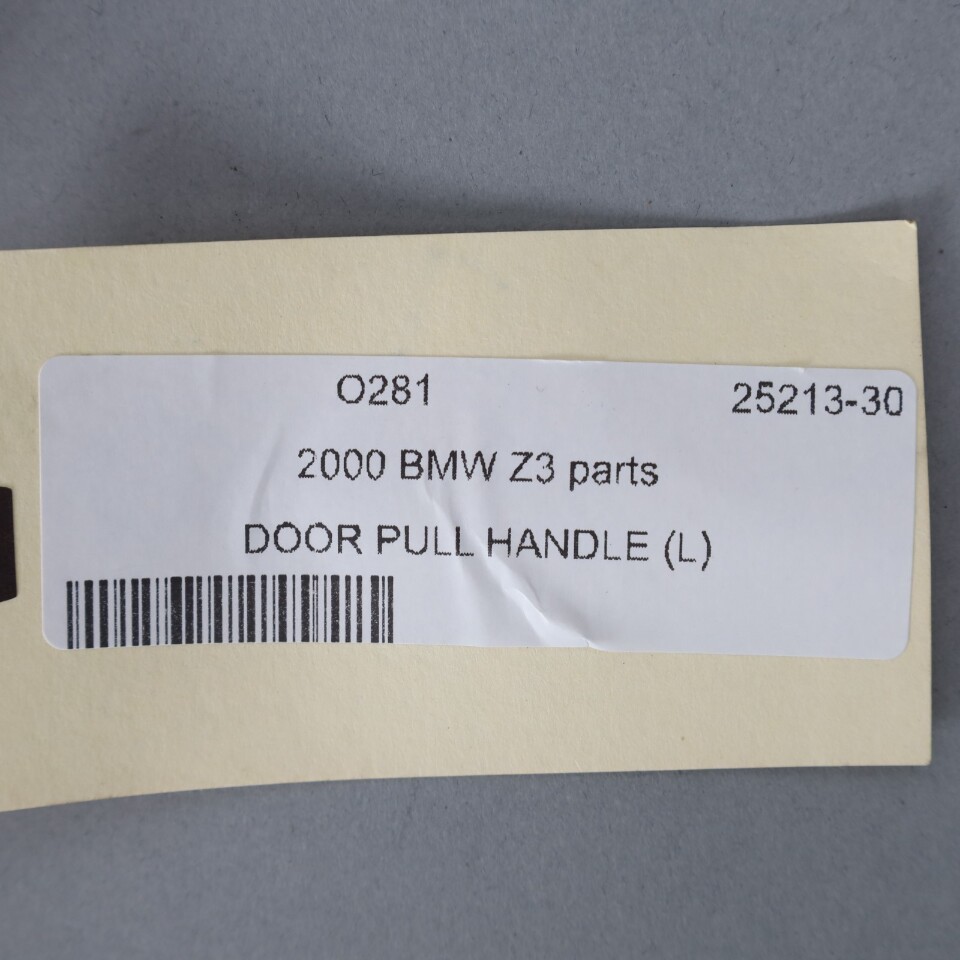 O281 25213-30
2000 BMW Z3 parts
DOOR PULL HANDLE (L)